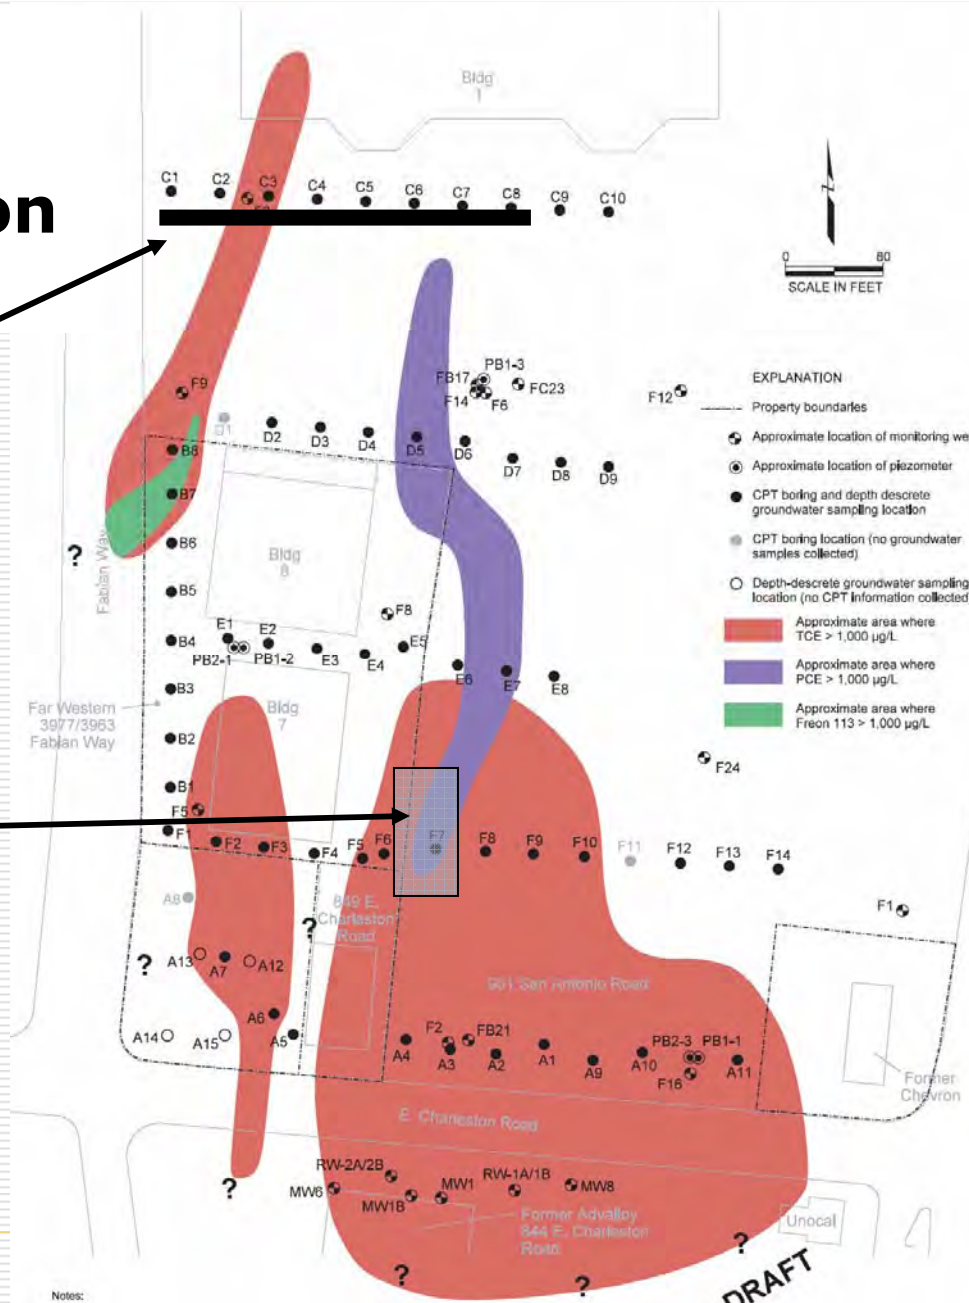 on
Bldg
1
C1
C2
C3
C4
C5
C6
C7
C8
C9
C10
Z
0
80
SCALE IN FEET
PB1-3
FB17
FC23
F14
F6
F12
F9
EXPLANATION
Property boundaries
Approximate location of monitoring we
Approximate location of piezometer
CPT boring and depth descrete
groundwater sampling location
CPT boring location (no groundwater
samples collected)
Depth-descrete groundwater sampling
location (no CPT information collected
Approximate area where
TCE > 1,000 µg/L
Approximate area where
PCE > 1,000 µg/L
Approximate area where
Freon 113 > 1,000 µg/L
D1
D2
D3
D4
D5
D6
D7
D8
D9
B8
B7
B6
B5
B4
B3
B2
B1
?
Fabian Way
Bldg
8
F8
E1
E2
PB2-1
PB1-2
E3
E4
E5
E6
E7
E8
Far Western
3977/3963
Fabian Way
Bldg
7
F24
F5
F1
F2
F3
F4
F5
F6
F7
F8
F9
F10
F11
F12
F13
F14
A8
849 E.
Charleston
Road
?
F1
?
A13
A7
A12
901 San Antonio Road
A14
A15
A6
A5
A4
F2
FB21
A3
A2
A1
A9
A10
PB2-3
PB1-1
F16
A11
Former
Chevron
E. Charleston Road
RW-2A/2B
MW6
MW1B
MW1
RW-1A/1B
MW8
?
Former Advalloy
844 E. Charleston
Road
Unocal
?
?
?
DRAFT
Notes: